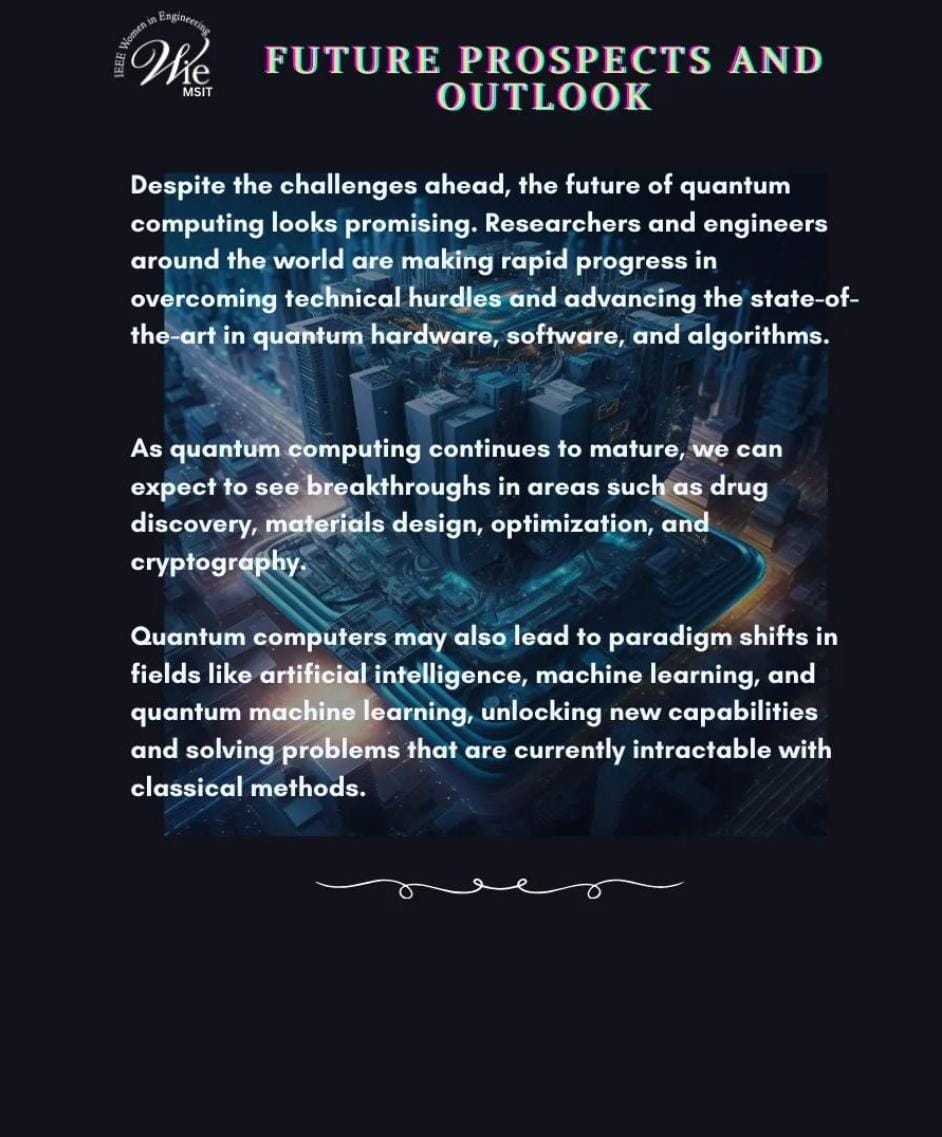 IEEE Women in Engineering
Wie
MSIT
FUTURE PROSPECTS AND
OUTLOOK
Despite the challenges ahead, the future of quantum
computing looks promising. Researchers and engineers
around the world are making rapid progress in
overcoming technical hurdles and advancing the state-of-
the-art in quantum hardware, software, and algorithms.
As quantum computing continues to mature, we can
expect to see breakthroughs in areas such as drug
discovery, materials design, optimization, and
cryptography.
Quantum computers may also lead to paradigm shifts in
fields like artificial intelligence, machine learning, and
quantum machine learning, unlocking new capabilities
and solving problems that are currently intractable with
classical methods.